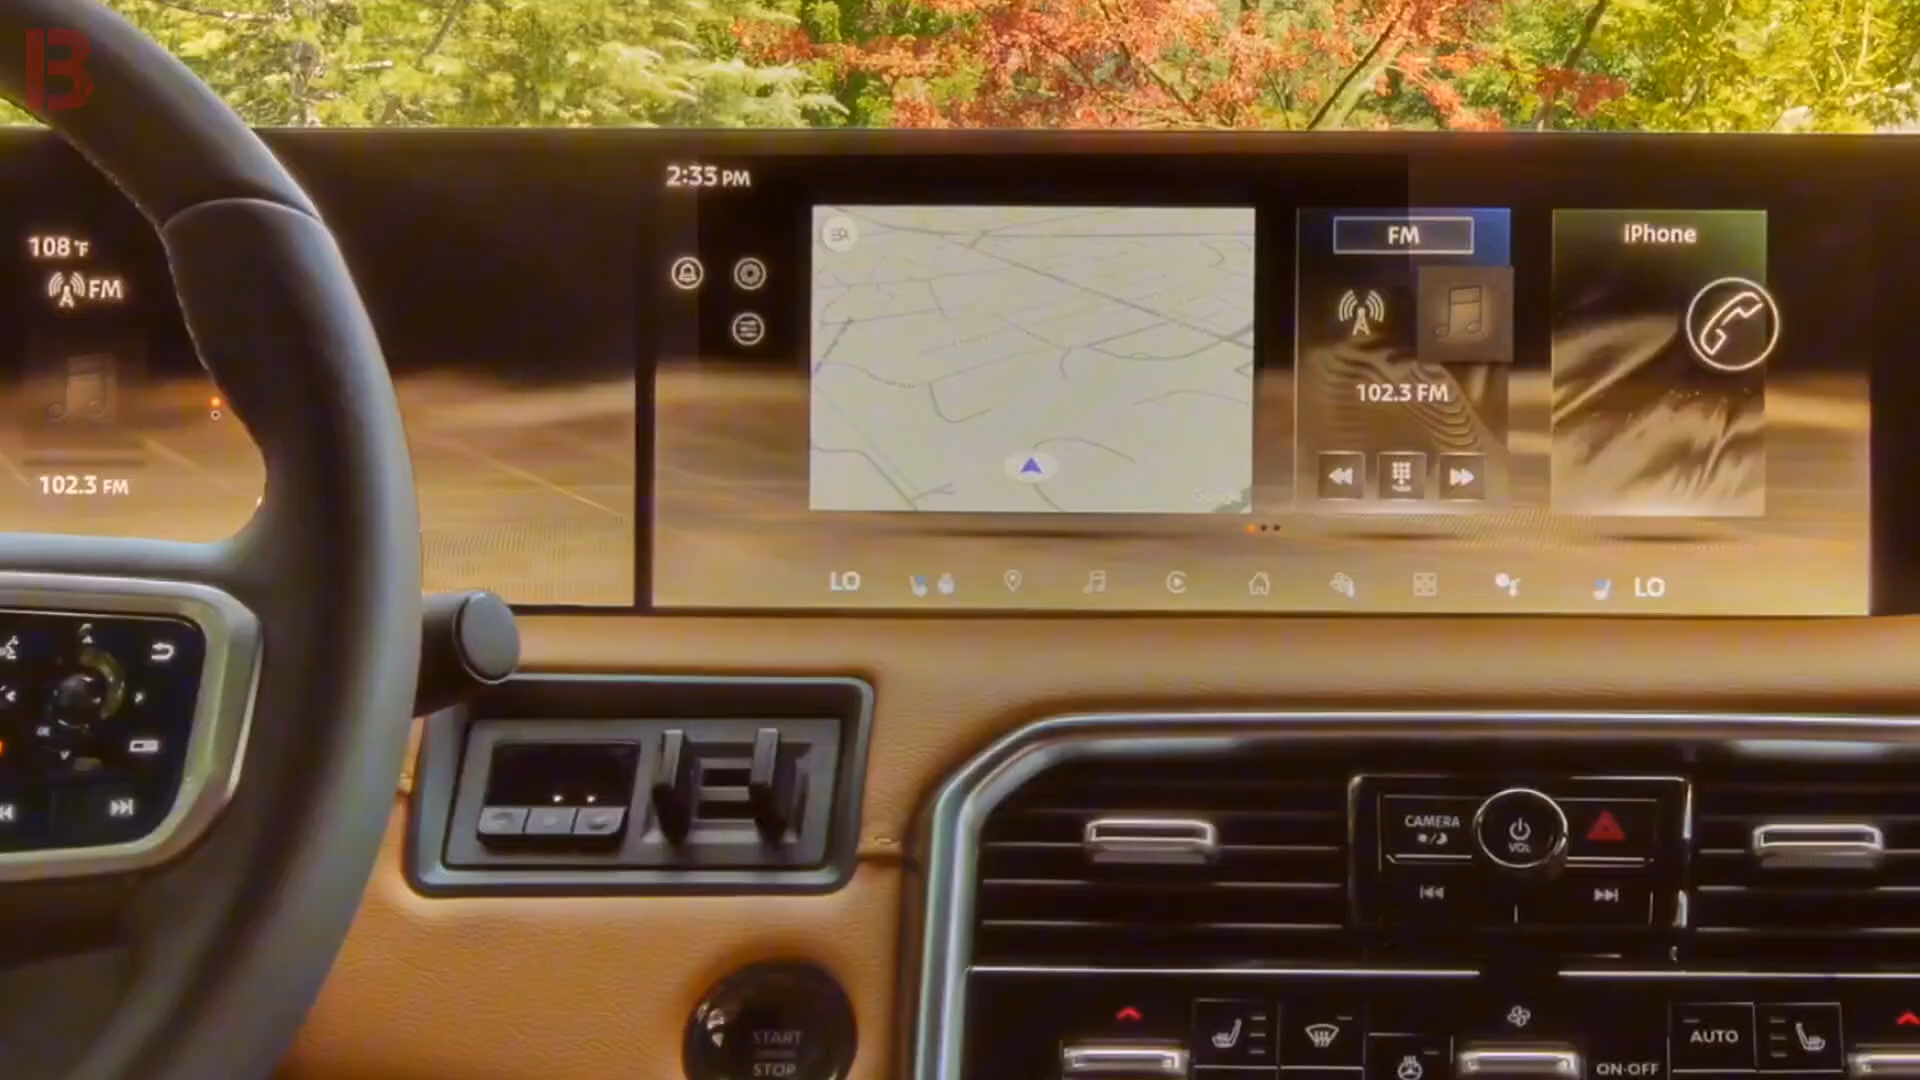 B
2:33 PM
108°F
FM
102.3 FM
FM
102.3 FM
iPhone
Google
LO
LO
CAMERA
VOL
START
STOP
AUTO
ON·OFF